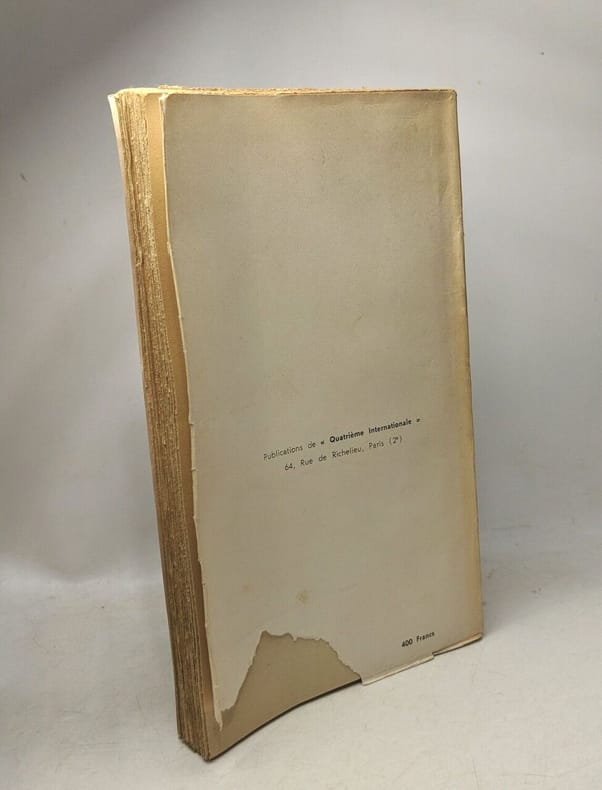 Publications de « Quatrième Internationale »
64, Rue de Richelieu, Paris (2e)
400 Francs